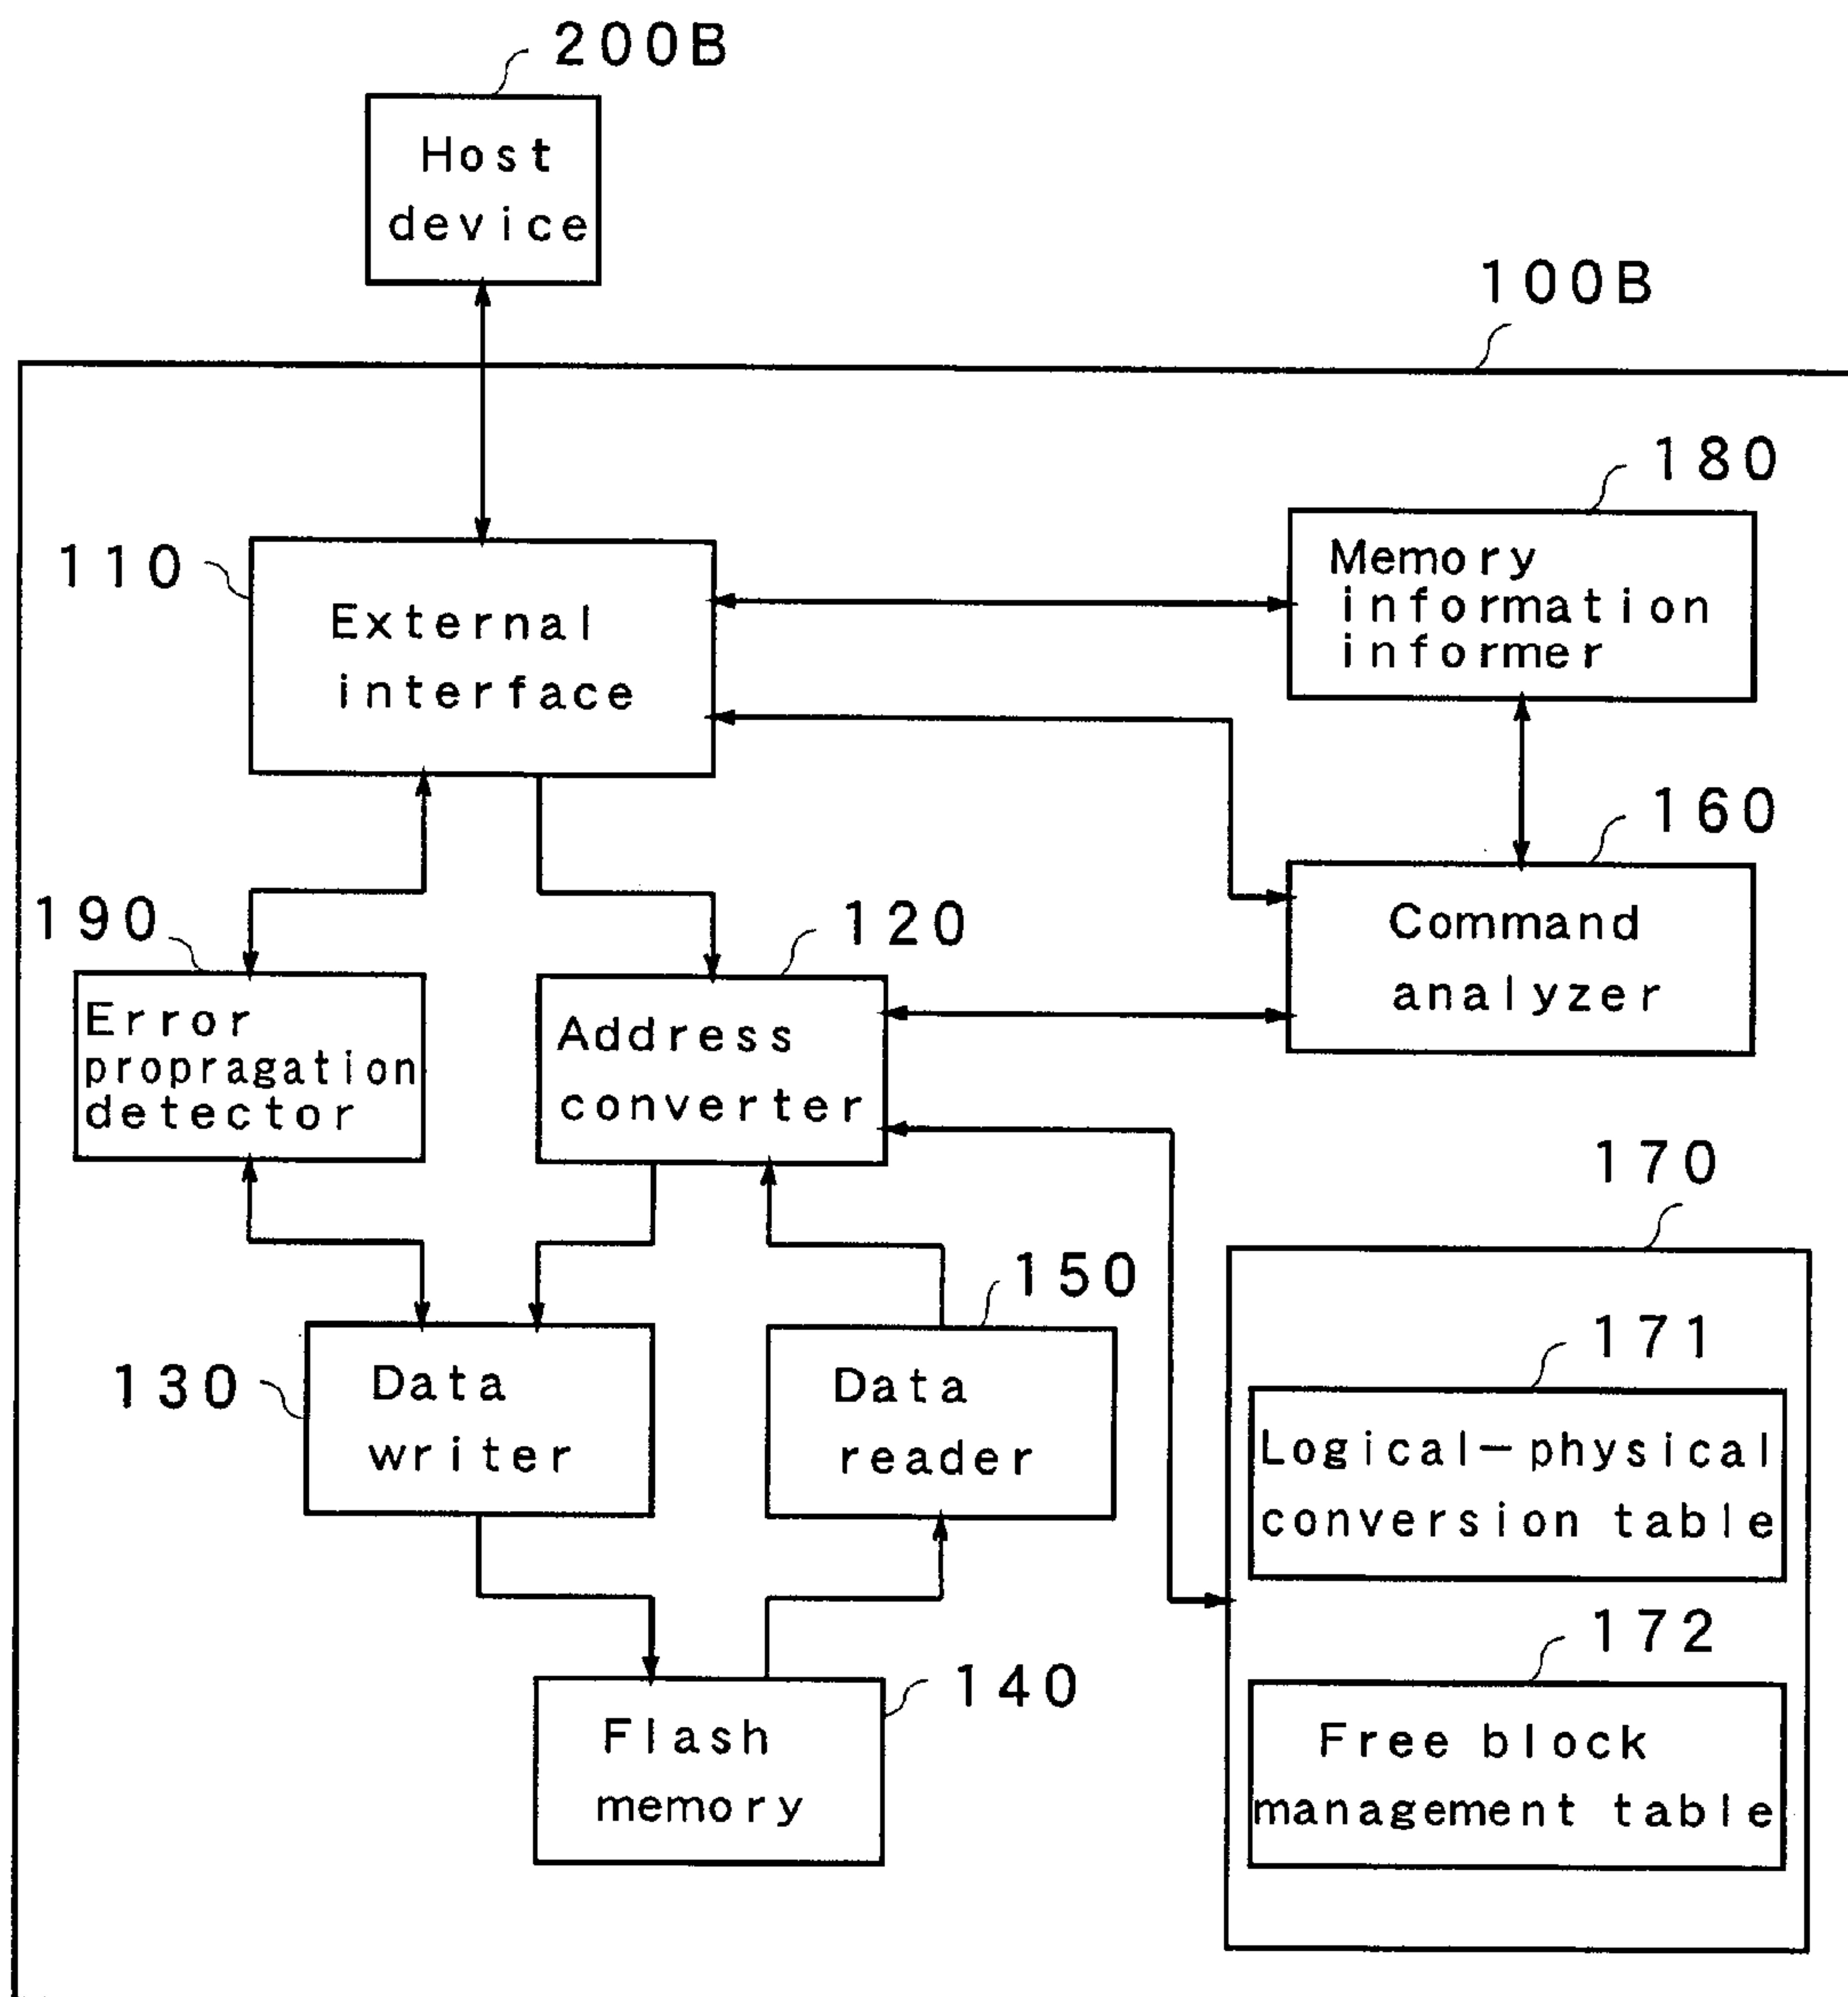 200B
Host
device
100B
180
Memory
information
informer
110
External
interface
160
Command
analyzer
190
Error
propragation
detector
120
Address
converter
170
150
130
Data
writer
Data
reader
171
Logical-physical
conversion table
172
Free block
management table
140
Flash
memory